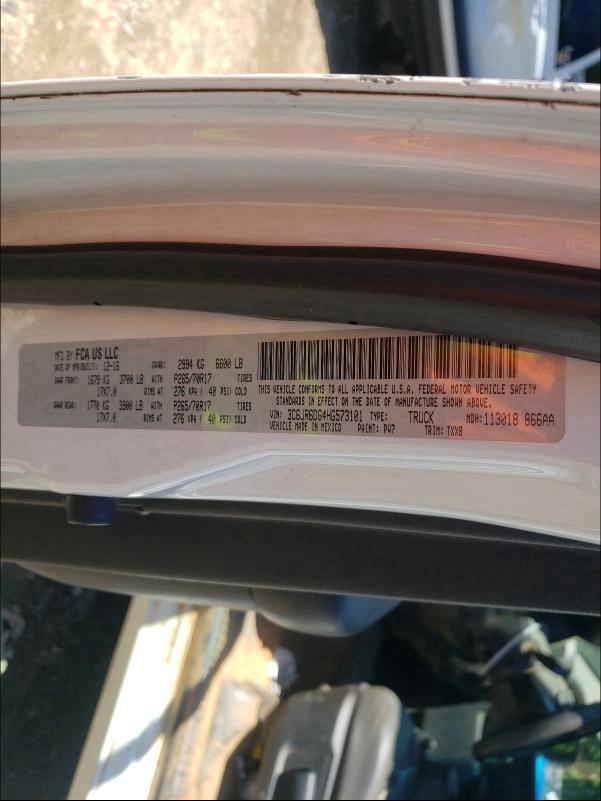 MFD BY FCA US LLC
DATE OF MFR(BUILT): 12-16 GVWR: 2994 KG 6600 LB
GAWR FRONT: 1679 KG 3700 LB WITH P265/70R17 TIRES
17X7.0 RIMS AT 276 KPA ( 40 PSI) COLD
GAWR REAR: 1770 KG 3900 LB WITH P265/70R17 TIRES
17X7.0 RIMS AT 276 KPA ( 40 PSI) COLD
THIS VEHICLE CONFORMS TO ALL APPLICABLE U.S.A. FEDERAL MOTOR VEHICLE SAFETY
STANDARDS IN EFFECT ON THE DATE OF MANUFACTURE SHOWN ABOVE.
VIN: 3C6JR6DG4HG573101 TYPE: TRUCK MDH:113018 866AA
VEHICLE MADE IN MEXICO PAINT: PW7 TRIM: TXX8